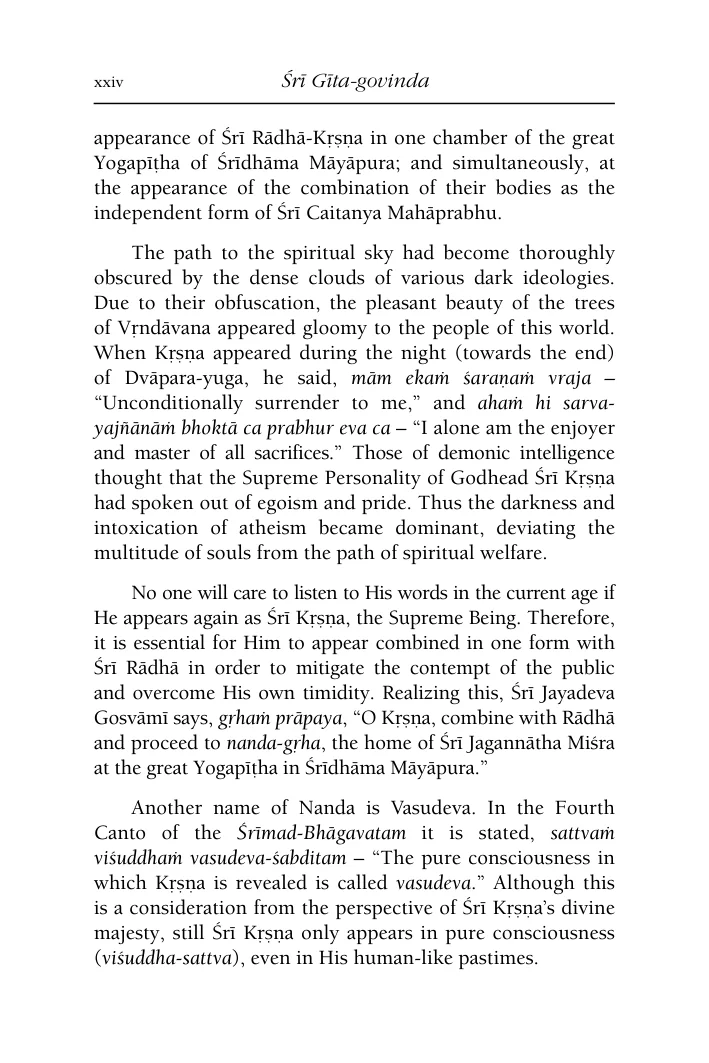 xxiv Śrī Gīta-govinda
appearance of Śrī Rādhā-Kṛṣṇa in one chamber of the great
Yogapīṭha of Śrīdhāma Māyāpura; and simultaneously, at
the appearance of the combination of their bodies as the
independent form of Śrī Caitanya Mahāprabhu.
The path to the spiritual sky had become thoroughly
obscured by the dense clouds of various dark ideologies.
Due to their obfuscation, the pleasant beauty of the trees
of Vṛndāvana appeared gloomy to the people of this world.
When Kṛṣṇa appeared during the night (towards the end)
of Dvāpara-yuga, he said, mām ekaṁ śaraṇaṁ vraja –
“Unconditionally surrender to me,” and ahaṁ hi sarva-
yajñānāṁ bhoktā ca prabhur eva ca – “I alone am the enjoyer
and master of all sacrifices.” Those of demonic intelligence
thought that the Supreme Personality of Godhead Śrī Kṛṣṇa
had spoken out of egoism and pride. Thus the darkness and
intoxication of atheism became dominant, deviating the
multitude of souls from the path of spiritual welfare.
No one will care to listen to His words in the current age if
He appears again as Śrī Kṛṣṇa, the Supreme Being. Therefore,
it is essential for Him to appear combined in one form with
Śrī Rādhā in order to mitigate the contempt of the public
and overcome His own timidity. Realizing this, Śrī Jayadeva
Gosvāmī says, gṛhaṁ prāpaya, “O Kṛṣṇa, combine with Rādhā
and proceed to nanda-gṛha, the home of Śrī Jagannātha Miśra
at the great Yogapīṭha in Śrīdhāma Māyāpura.”
Another name of Nanda is Vasudeva. In the Fourth
Canto of the Śrīmad-Bhāgavatam it is stated, sattvaṁ
viśuddhaṁ vasudeva-śabditam – “The pure consciousness in
which Kṛṣṇa is revealed is called vasudeva.” Although this
is a consideration from the perspective of Śrī Kṛṣṇa’s divine
majesty, still Śrī Kṛṣṇa only appears in pure consciousness
(viśuddha-sattva), even in His human-like pastimes.